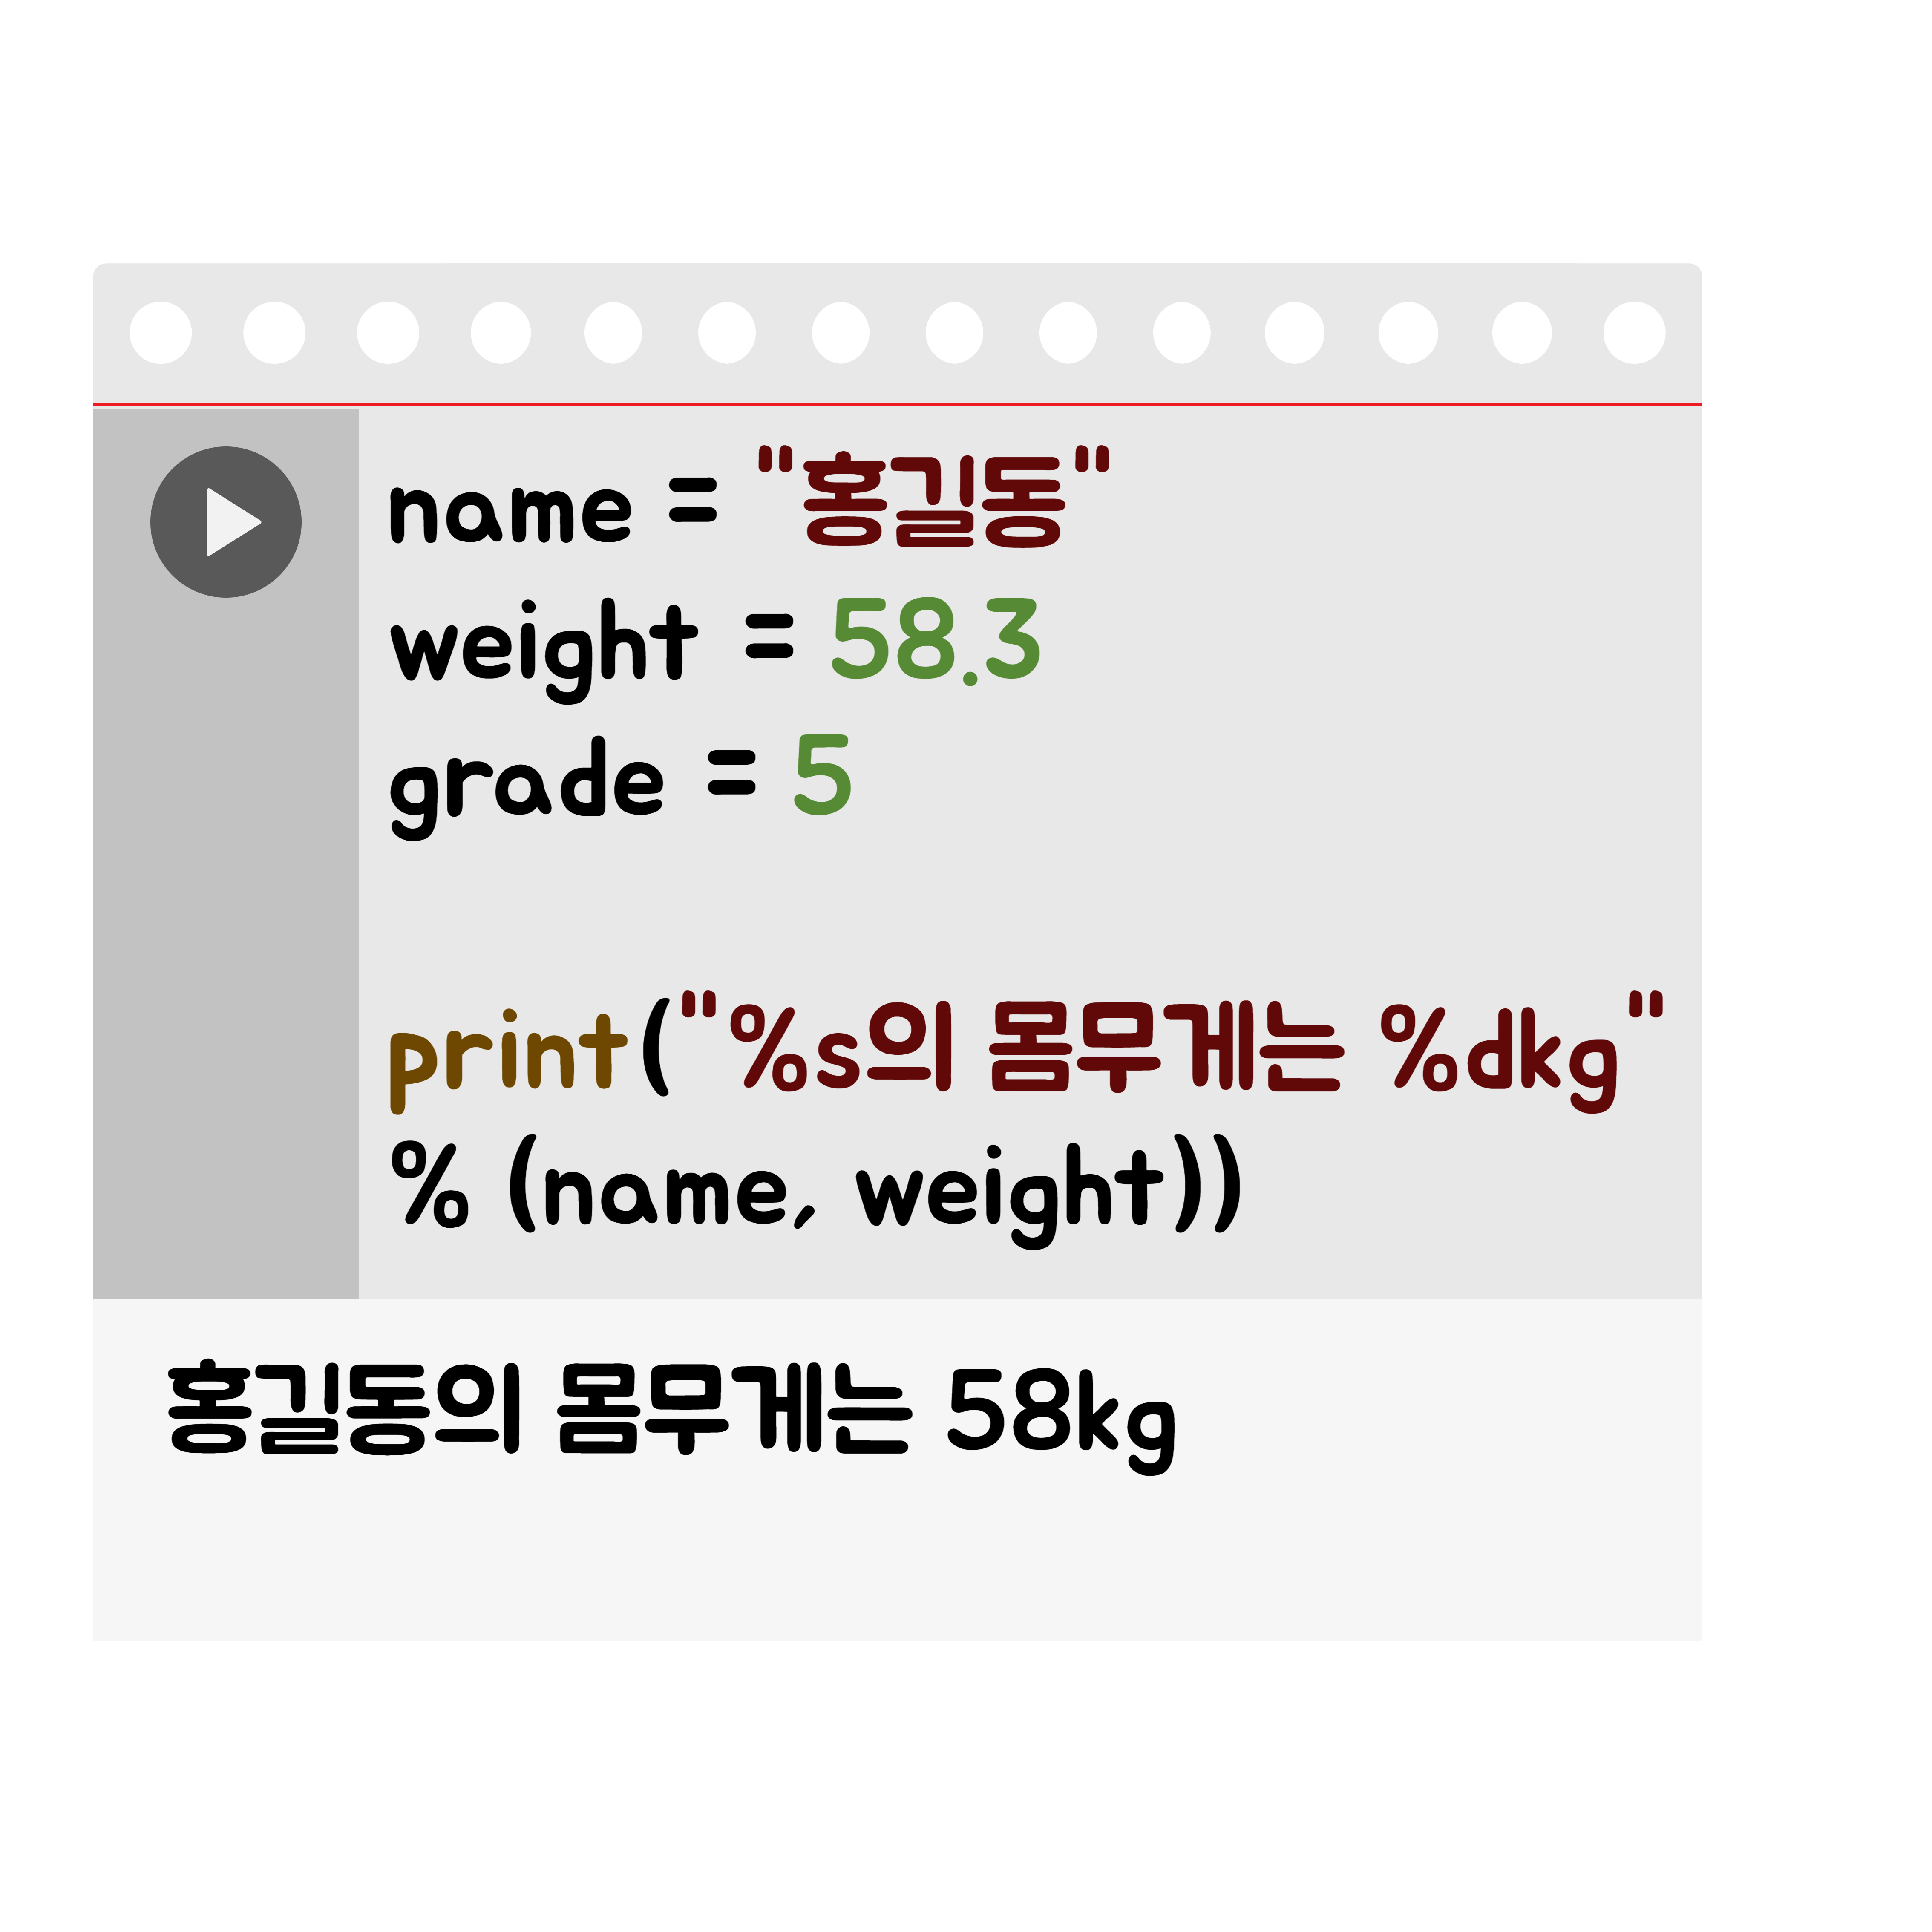 name = "홍길동"
weight = 58.3
grade = 5
print("%s의 몸무게는 %dkg"
% (name, weight))
홍길동의 몸무게는 58kg